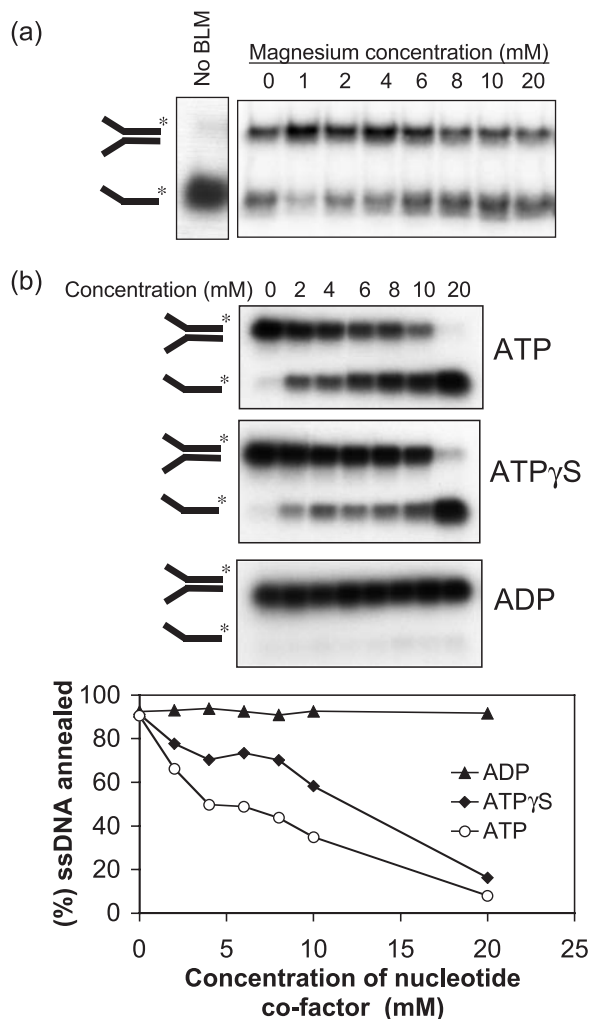 (a)
No BLM
Magnesium concentration (mM)
0 1 2 4 6 8 10 20
*
*
(b)
Concentration (mM) 0 2 4 6 8 10 20
*
*
ATP
*
*
ATPγS
*
*
ADP
(%) ssDNA annealed
100
80
60
40
20
0
ADP
ATPγS
ATP
0 5 10 15 20 25
Concentration of nucleotide
co-factor (mM)